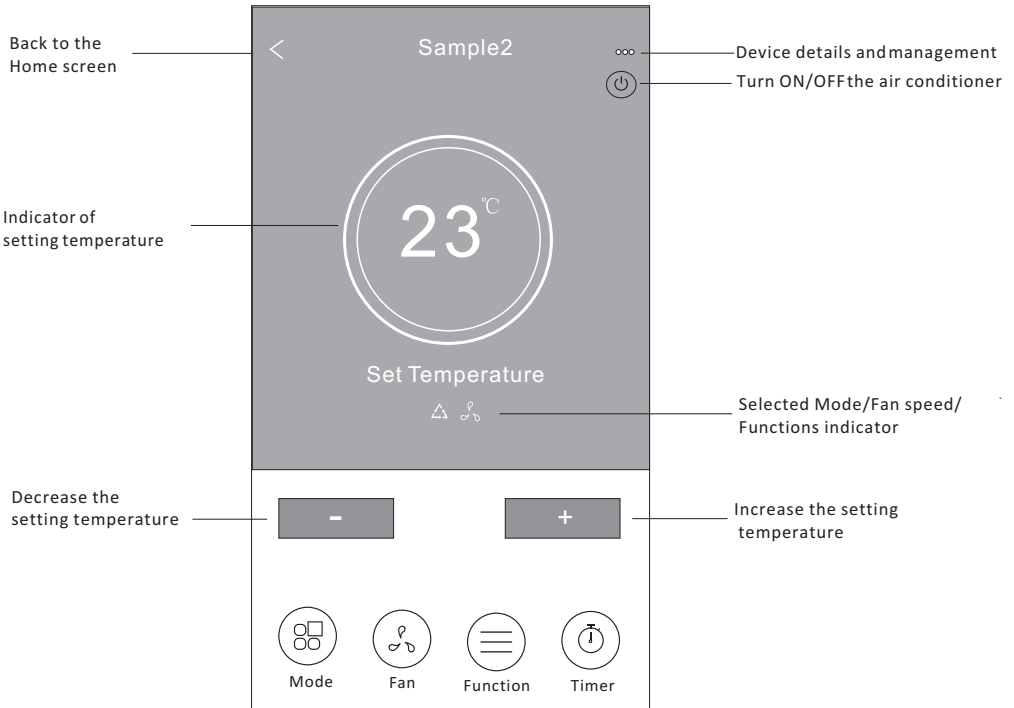 Back to the
Home screen
Sample2
Device details and management
Turn ON/OFF the air conditioner
23℃
Indicator of
setting temperature
Set Temperature
Selected Mode/Fan speed/
Functions indicator
Decrease the
setting temperature
-
+
Increase the setting
temperature
Mode
Fan
Function
Timer